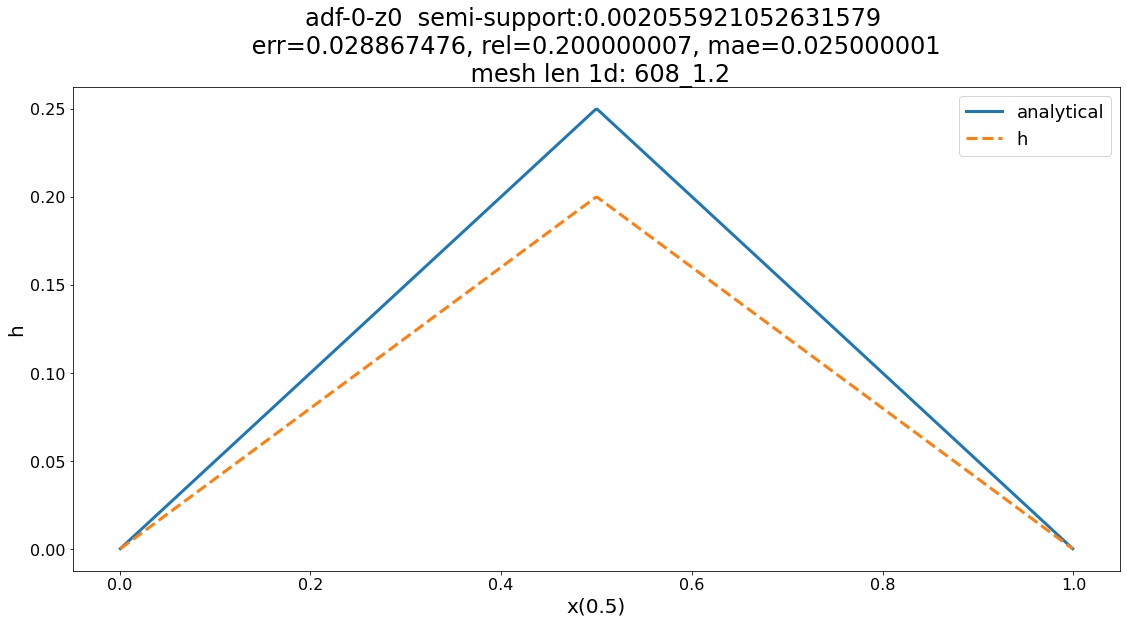 adf-0-z0  semi-support:0.002055921052631579
err=0.028867476, rel=0.200000007, mae=0.025000001
mesh len 1d: 608_1.2
analytical
h
0.25
0.20
0.15
0.10
0.05
0.00
h
0.0
0.2
0.4
0.6
0.8
1.0
x(0.5)